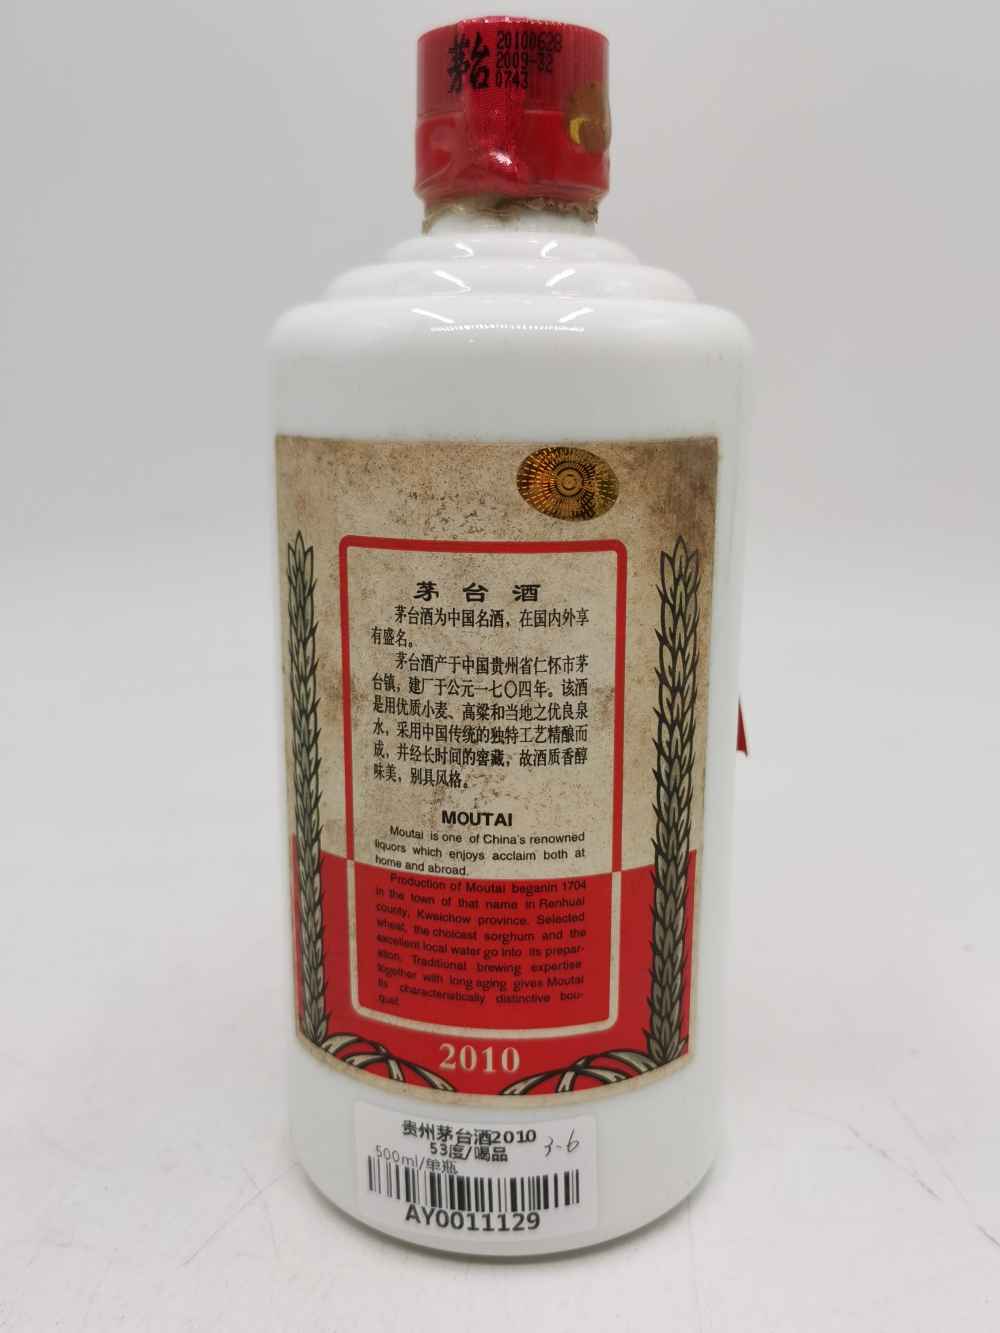 茅台
20100628
2009-32
0743
茅台酒
茅台酒为中国名酒，在国内外享
有盛名。
茅台酒产于中国贵州省仁怀市茅
台镇，建厂于公元一七〇四年。该酒
是用优质小麦、高粱和当地之优良泉
水，采用中国传统的独特工艺精酿而
成，并经长时间的窖藏，故酒质香醇
味美，别具风格。
MOUTAI
Moutai is one of China's renowned
liquors which enjoys acclaim both at
home and abroad.
Production of Moutai beganin 1704
in the town of that name in Renhuai
county, Kweichow province. Selected
wheat, the choicast sorghum and the
excellent local water go into its prepar-
ation. Traditional brewing expertise
together with long aging gives Moutai
its characteristically distinctive bou-
quet
2010
贵州茅台酒2010
53度/喝品
3-6
500ml/单瓶
AY0011129